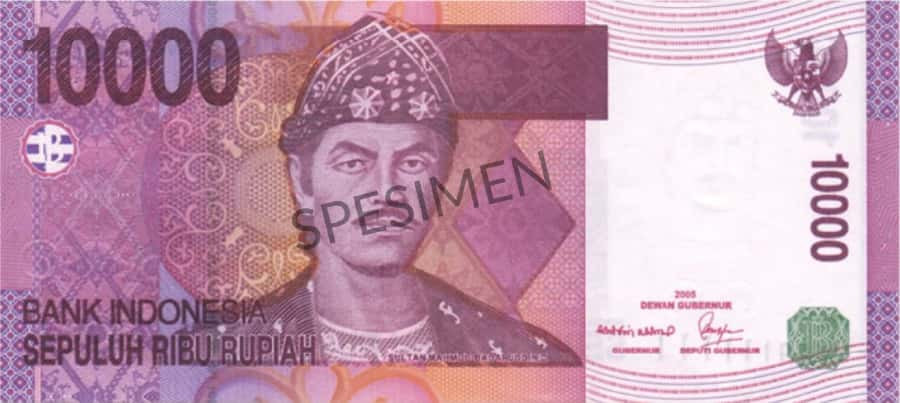 10000
SPESIMEN
10000
BANK INDONESIA
SEPULUH RIBU RUPIAH
SULTAN MAHMUD BADARUDDIN II
2005
DEWAN GUBERNUR
GUBERNUR
DEPUTI GUBERNUR